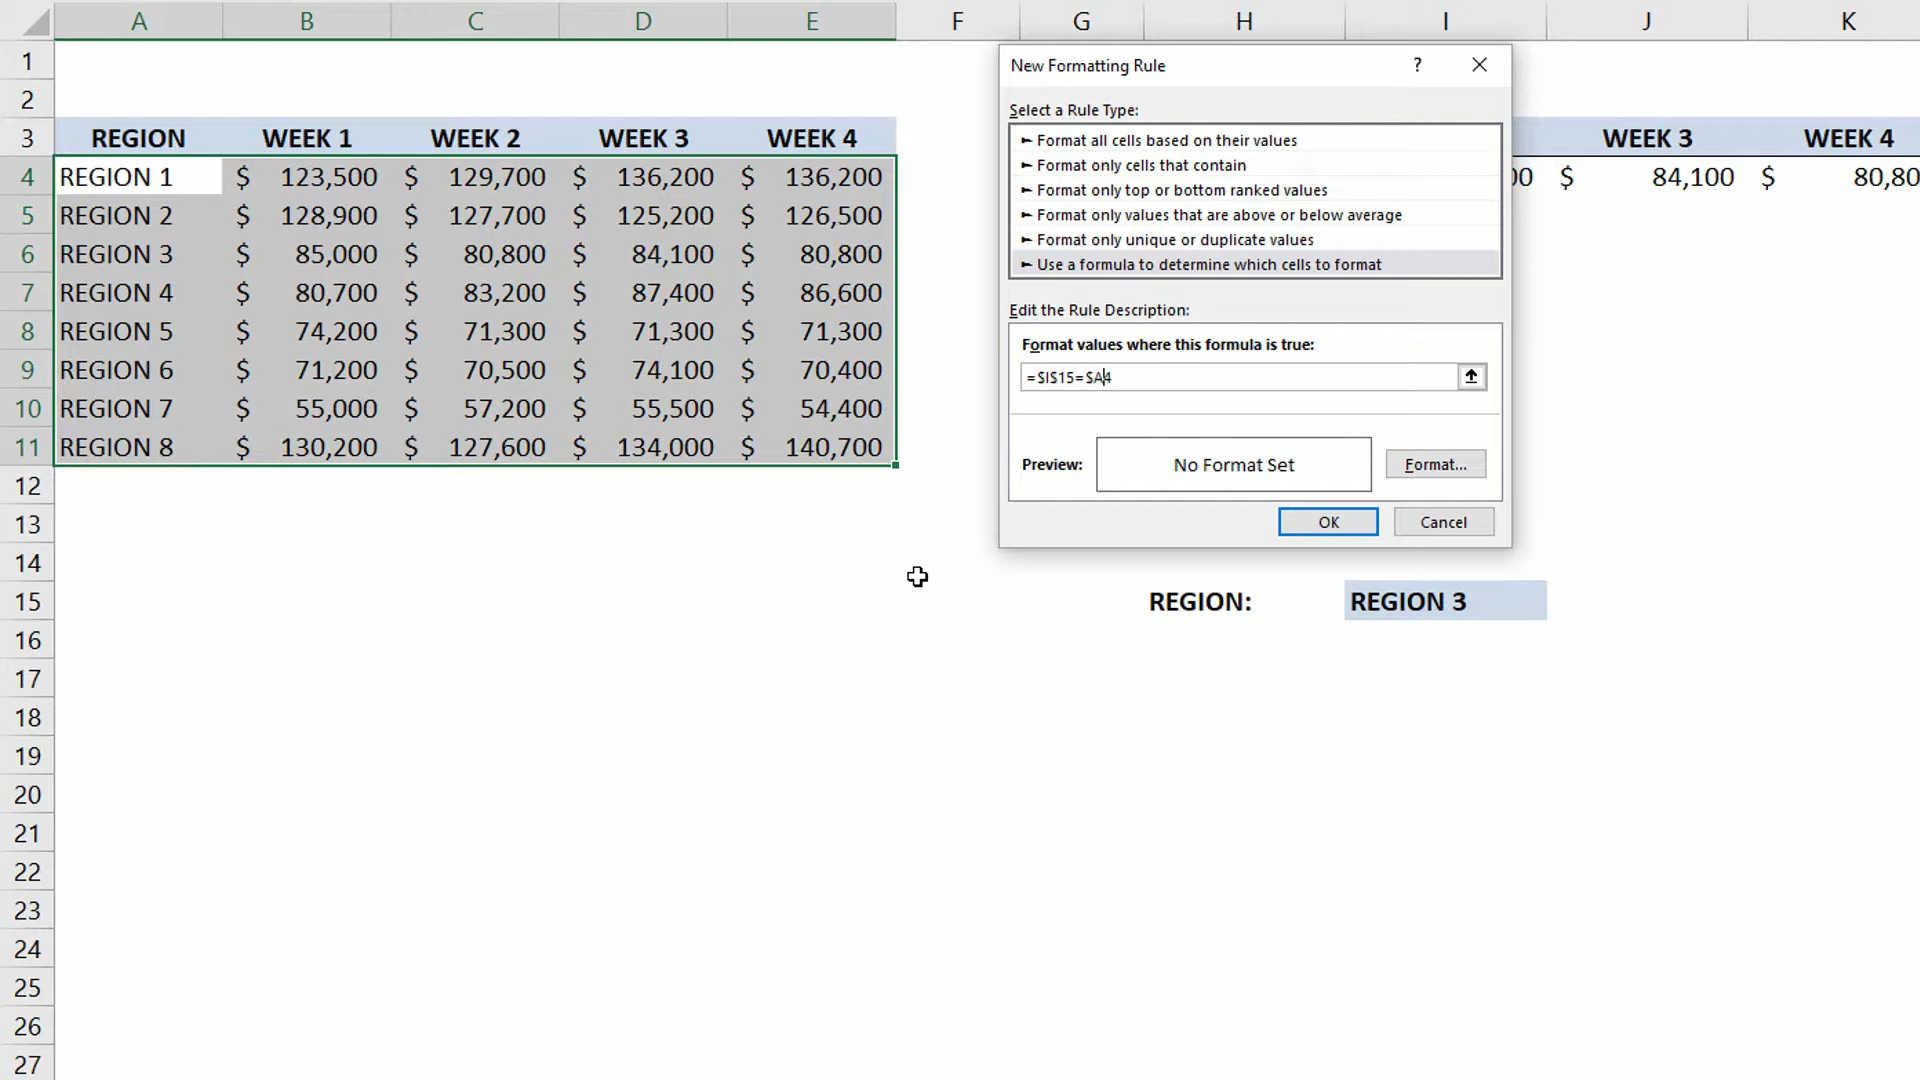 A B C D E F G H I J K
1
2
3 REGION WEEK 1 WEEK 2 WEEK 3 WEEK 4 WEEK 3 WEEK 4
4 REGION 1 $ 123,500 $ 129,700 $ 136,200 $ 136,200 00 $ 84,100 $ 80,80
5 REGION 2 $ 128,900 $ 127,700 $ 125,200 $ 126,500
6 REGION 3 $ 85,000 $ 80,800 $ 84,100 $ 80,800
7 REGION 4 $ 80,700 $ 83,200 $ 87,400 $ 86,600
8 REGION 5 $ 74,200 $ 71,300 $ 71,300 $ 71,300
9 REGION 6 $ 71,200 $ 70,500 $ 74,100 $ 70,400
10 REGION 7 $ 55,000 $ 57,200 $ 55,500 $ 54,400
11 REGION 8 $ 130,200 $ 127,600 $ 134,000 $ 140,700
12
13
14
15 REGION: REGION 3
16
17
18
19
20
21
22
23
24
25
26
27
New Formatting Rule ?
Select a Rule Type:
► Format all cells based on their values
► Format only cells that contain
► Format only top or bottom ranked values
► Format only values that are above or below average
► Format only unique or duplicate values
► Use a formula to determine which cells to format
Edit the Rule Description:
Format values where this formula is true:
=$I$15=$A4
Preview: No Format Set Format...
OK Cancel